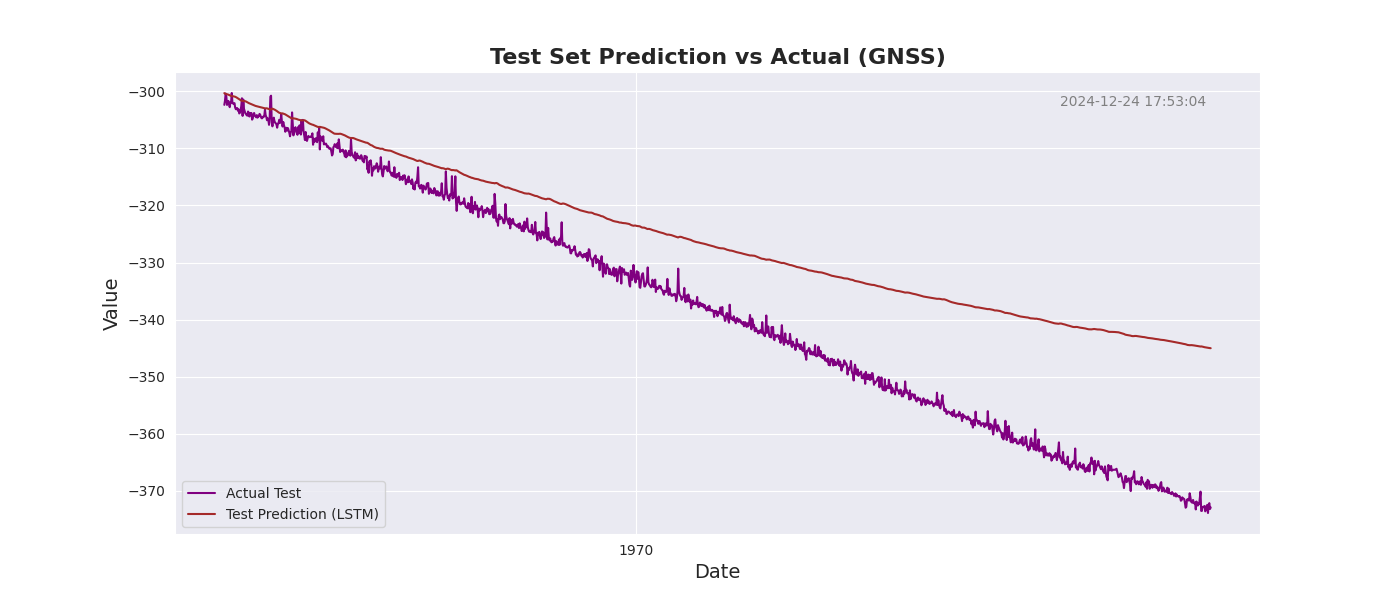 Test Set Prediction vs Actual (GNSS)
2024-12-24 17:53:04
−300
−310
−320
−330
−340
−350
−360
−370
Value
Actual Test
Test Prediction (LSTM)
1970
Date